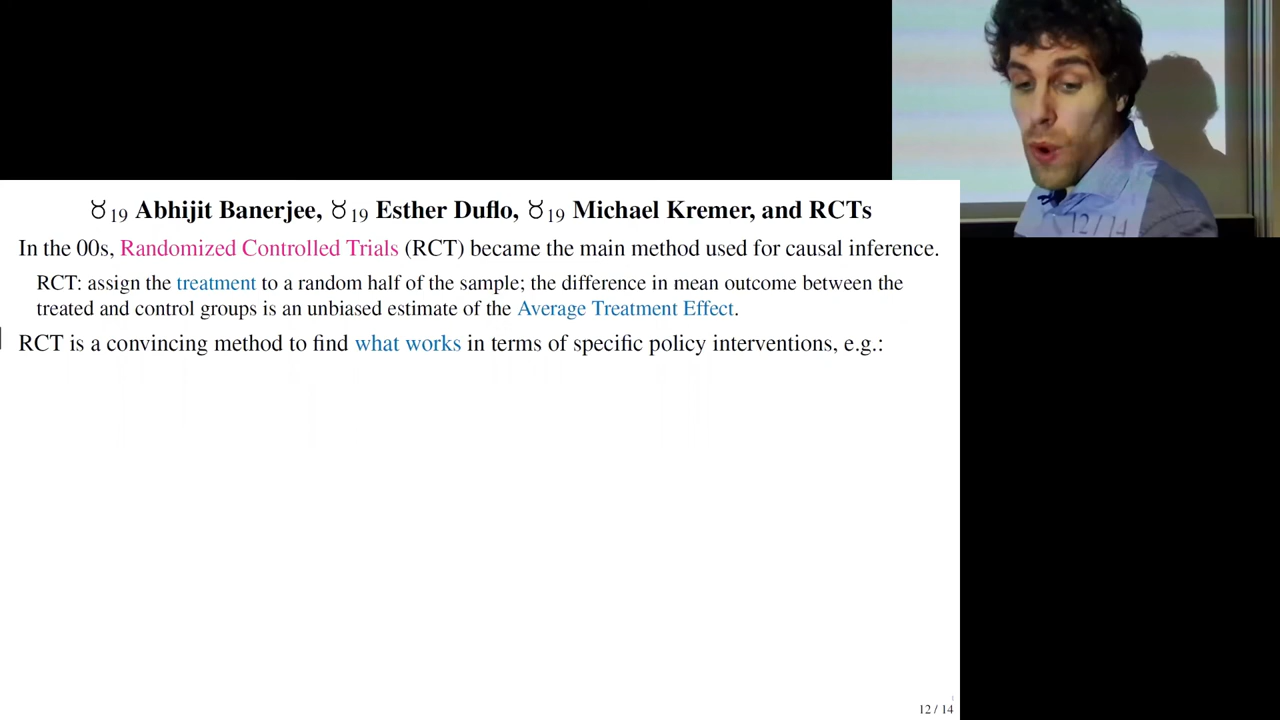 ♉19 Abhijit Banerjee, ♉19 Esther Duflo, ♉19 Michael Kremer, and RCTs
In the 00s, Randomized Controlled Trials (RCT) became the main method used for causal inference.
RCT: assign the treatment to a random half of the sample; the difference in mean outcome between the
treated and control groups is an unbiased estimate of the Average Treatment Effect.
RCT is a convincing method to find what works in terms of specific policy interventions, e.g.:
12 / 14
12 / 14